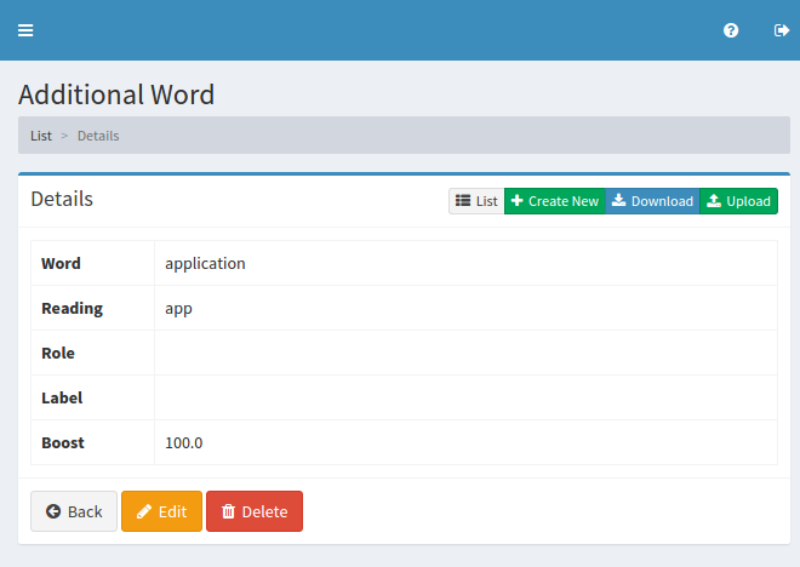 Additional Word
List > Details
Details List Create New Download Upload
Word application
Reading app
Role
Label
Boost 100.0
Back Edit Delete